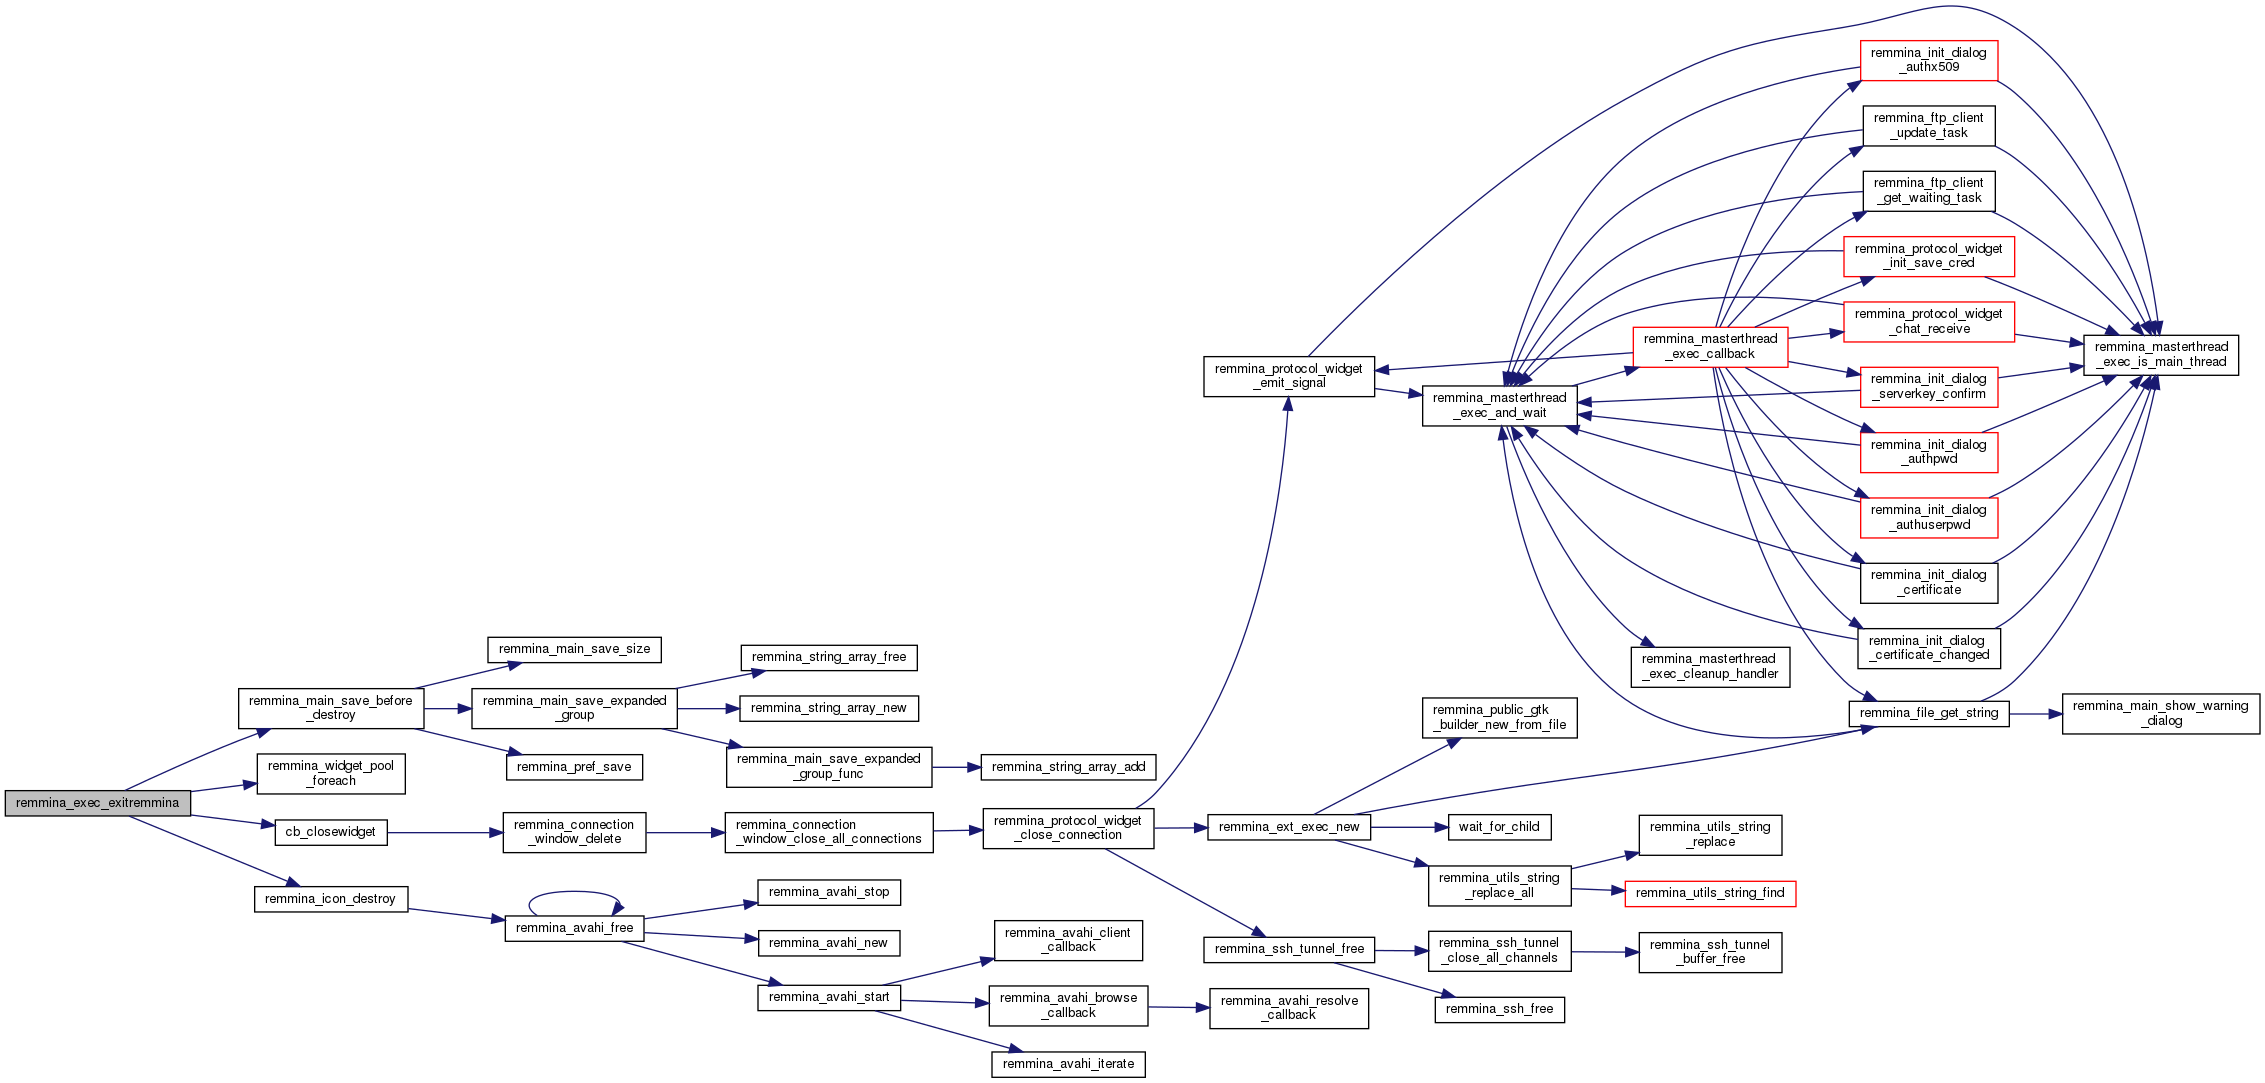 remmina_exec_exitremmina
remmina_main_save_before
_destroy
remmina_widget_pool
_foreach
cb_closewidget
remmina_icon_destroy
remmina_main_save_size
remmina_main_save_expanded
_group
remmina_pref_save
remmina_connection
_window_delete
remmina_avahi_free
remmina_string_array_free
remmina_string_array_new
remmina_main_save_expanded
_group_func
remmina_connection
_window_close_all_connections
remmina_avahi_stop
remmina_avahi_new
remmina_avahi_start
remmina_string_array_add
remmina_protocol_widget
_close_connection
remmina_avahi_client
_callback
remmina_avahi_browse
_callback
remmina_avahi_iterate
remmina_protocol_widget
_emit_signal
remmina_ext_exec_new
remmina_ssh_tunnel_free
remmina_avahi_resolve
_callback
remmina_masterthread
_exec_and_wait
remmina_public_gtk
_builder_new_from_file
wait_for_child
remmina_utils_string
_replace_all
remmina_ssh_tunnel
_close_all_channels
remmina_ssh_free
remmina_masterthread
_exec_callback
remmina_masterthread
_exec_cleanup_handler
remmina_utils_string
_replace
remmina_utils_string_find
remmina_ssh_tunnel
_buffer_free
remmina_init_dialog
_authx509
remmina_ftp_client
_update_task
remmina_ftp_client
_get_waiting_task
remmina_protocol_widget
_init_save_cred
remmina_protocol_widget
_chat_receive
remmina_init_dialog
_serverkey_confirm
remmina_init_dialog
_authpwd
remmina_init_dialog
_authuserpwd
remmina_init_dialog
_certificate
remmina_init_dialog
_certificate_changed
remmina_file_get_string
remmina_masterthread
_exec_is_main_thread
remmina_main_show_warning
_dialog